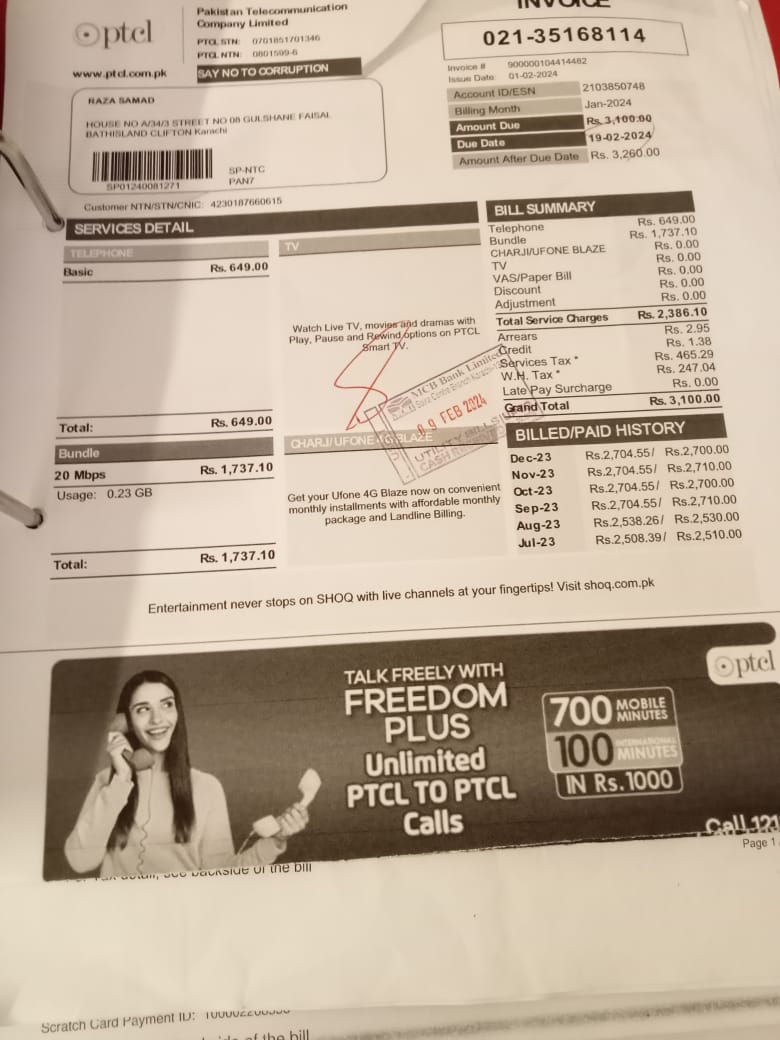 ptcl
www.ptcl.com.pk
Pakistan Telecommunication
Company Limited
PTCL STN: 0701851701346
PTCL NTN: 0801599-6
SAY NO TO CORRUPTION
INVOICE
021-35168114
Invoice # 900000104414482
Issue Date: 01-02-2024
Account ID/ESN 2103850748
Billing Month Jan-2024
Amount Due Rs. 3,100.00
Due Date 19-02-2024
Amount After Due Date Rs. 3,260.00
RAZA SAMAD
HOUSE NO A/34/3 STREET NO 08 GULSHANE FAISAL
BATHISLAND CLIFTON Karachi
SP01240081271
SP-NTC
PAN7
Customer NTN/STN/CNIC: 4230187660615
SERVICES DETAIL
TELEPHONE
Basic Rs. 649.00
Total: Rs. 649.00
Bundle
20 Mbps Rs. 1,737.10
Usage: 0.23 GB
Total: Rs. 1,737.10
TV
Watch Live TV, movies and dramas with
Play, Pause and Rewind options on PTCL
Smart TV.
MCB Bank Limited
09 FEB 2024
UTILITY BILLS
CASH
CHARJI/UFONE 4G BLAZE
Get your Ufone 4G Blaze now on convenient
monthly installments with affordable monthly
package and Landline Billing.
BILL SUMMARY
Telephone Rs. 649.00
Bundle Rs. 1,737.10
CHARJI/UFONE BLAZE Rs. 0.00
TV Rs. 0.00
VAS/Paper Bill Rs. 0.00
Discount Rs. 0.00
Adjustment Rs. 0.00
Total Service Charges Rs. 2,386.10
Arrears Rs. 2.95
Credit Rs. 1.38
Services Tax * Rs. 465.29
W.H. Tax * Rs. 247.04
Late Pay Surcharge Rs. 0.00
Grand Total Rs. 3,100.00
BILLED/PAID HISTORY
Dec-23 Rs.2,704.55/ Rs.2,700.00
Nov-23 Rs.2,704.55/ Rs.2,710.00
Oct-23 Rs.2,704.55/ Rs.2,700.00
Sep-23 Rs.2,704.55/ Rs.2,710.00
Aug-23 Rs.2,538.26/ Rs.2,530.00
Jul-23 Rs.2,508.39/ Rs.2,510.00
Entertainment never stops on SHOQ with live channels at your fingertips! Visit shoq.com.pk
ptcl
TALK FREELY WITH
FREEDOM
PLUS
Unlimited
PTCL TO PTCL
Calls
700 MOBILE MINUTES
100 INTERNATIONAL MINUTES
IN Rs.1000
Call 121
Page 1
detail, see backside of the bill
Scratch Card Payment ID:
of the bill